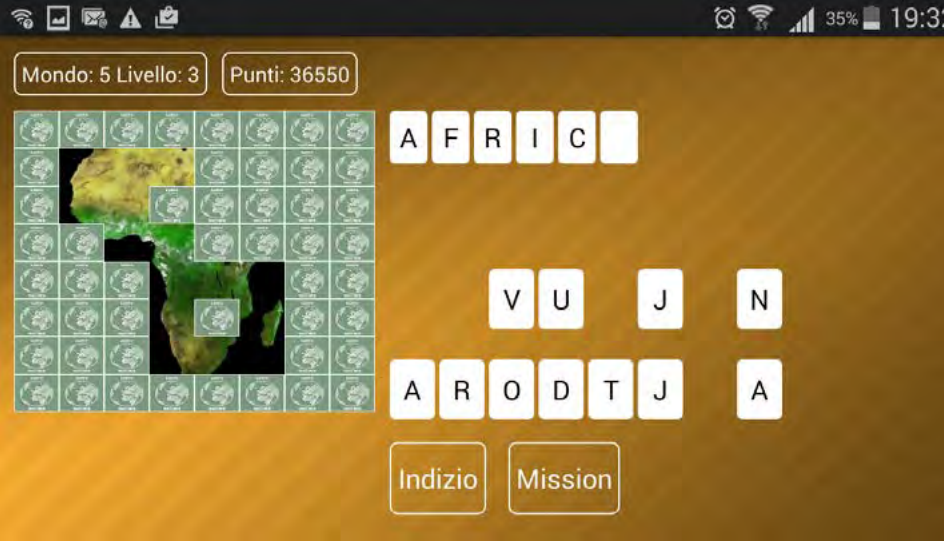 35% 19:32
Mondo: 5 Livello: 3 Punti: 36550
A F R I C
V U J N
A R O D T J A
Indizio Mission